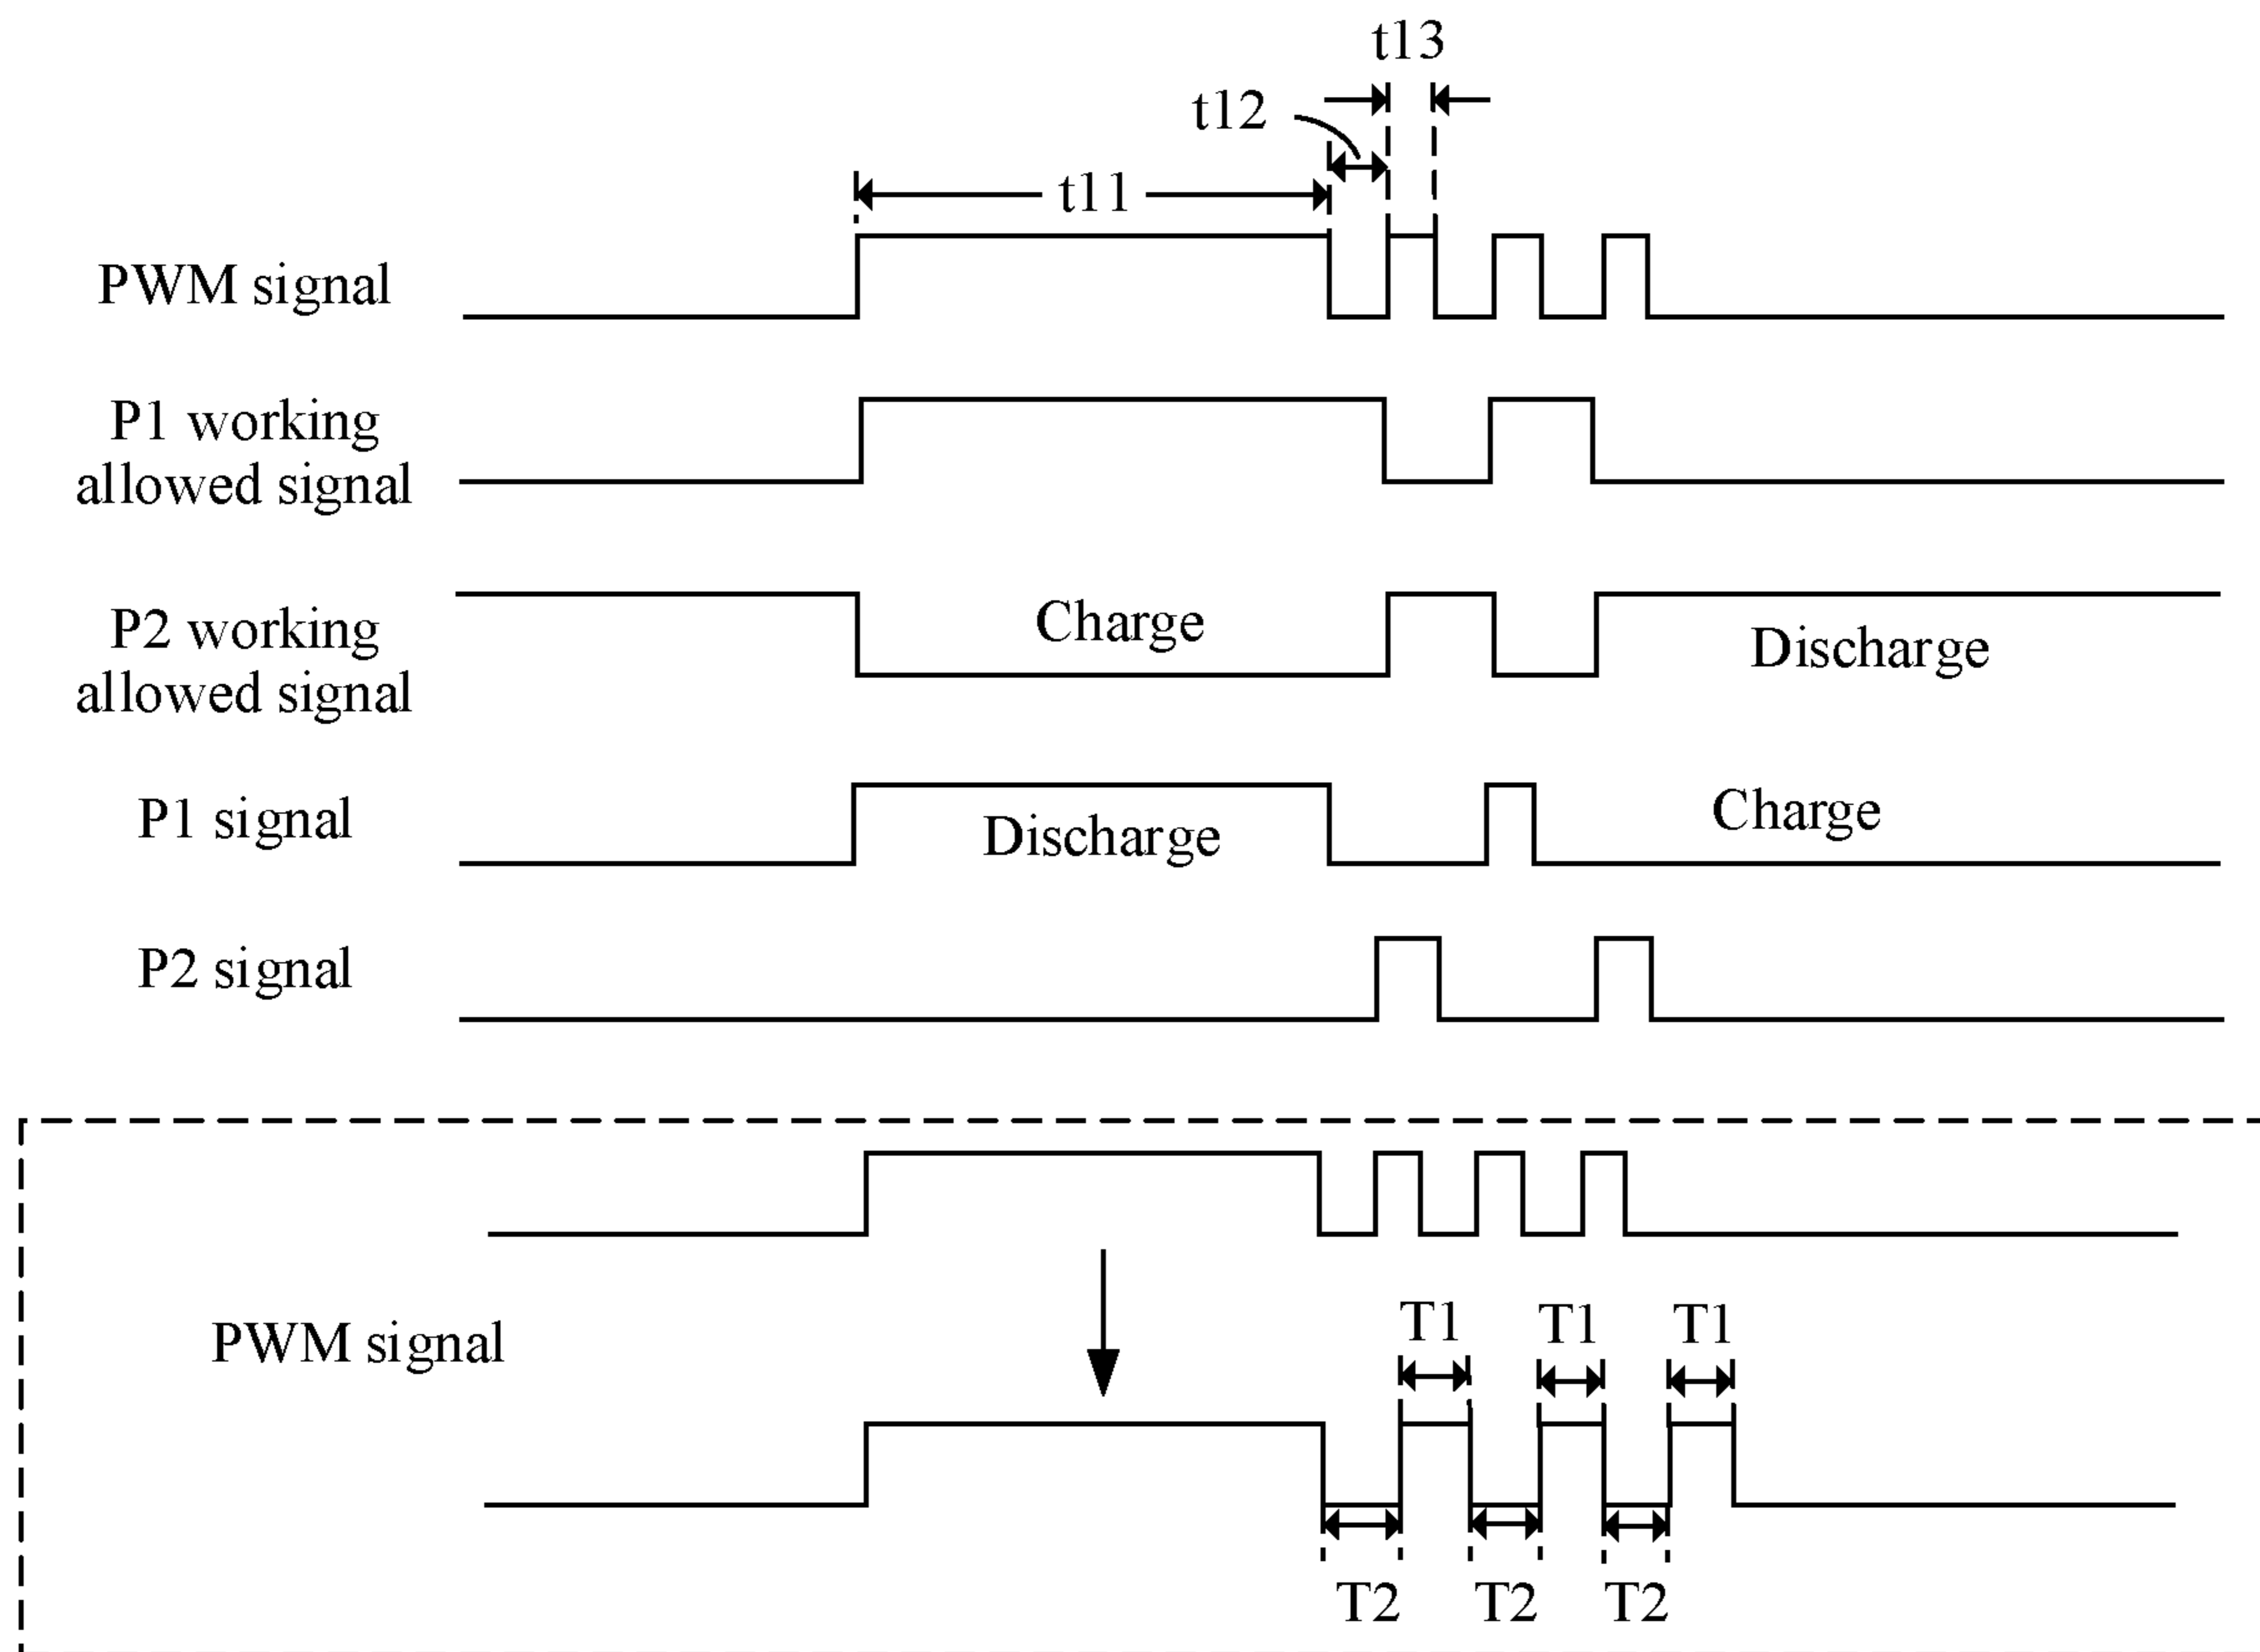 t13
t12
t11
PWM signal
P1 working
allowed signal
P2 working
allowed signal
Charge
Discharge
P1 signal
Discharge
Charge
P2 signal
PWM signal
T1 T1 T1
T2 T2 T2